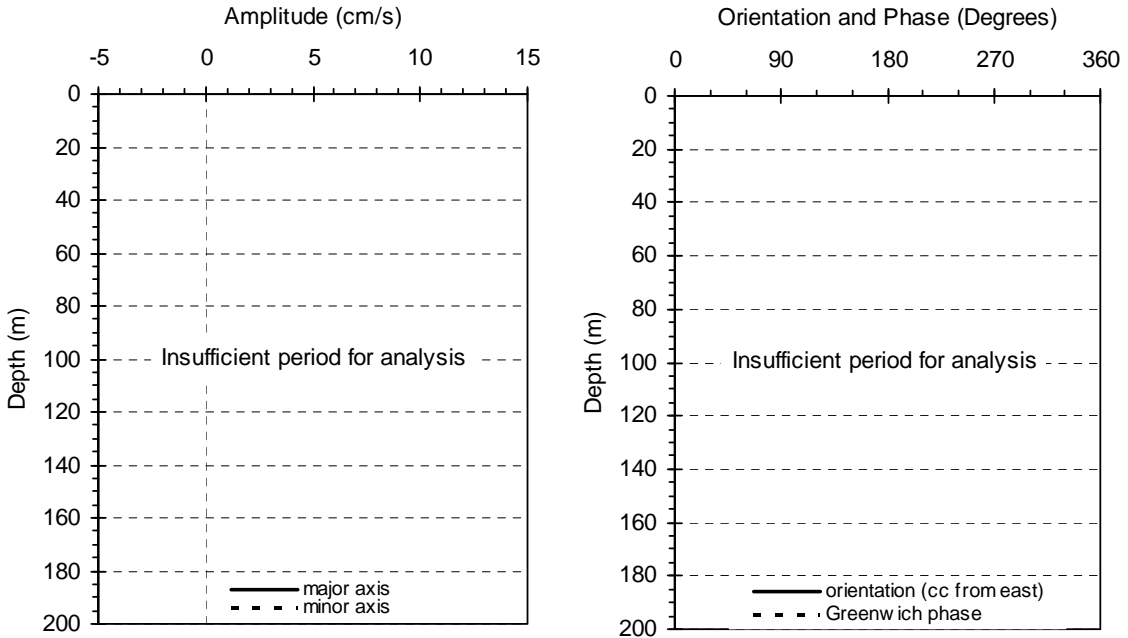 Amplitude (cm/s)
-5 0 5 10 15
0
20
40
60
80
100
120
140
160
180
200
Depth (m)
Insufficient period for analysis
major axis
minor axis
Orientation and Phase (Degrees)
0 90 180 270 360
0
20
40
60
80
100
120
140
160
180
200
Depth (m)
Insufficient period for analysis
orientation (cc from east)
Greenwich phase